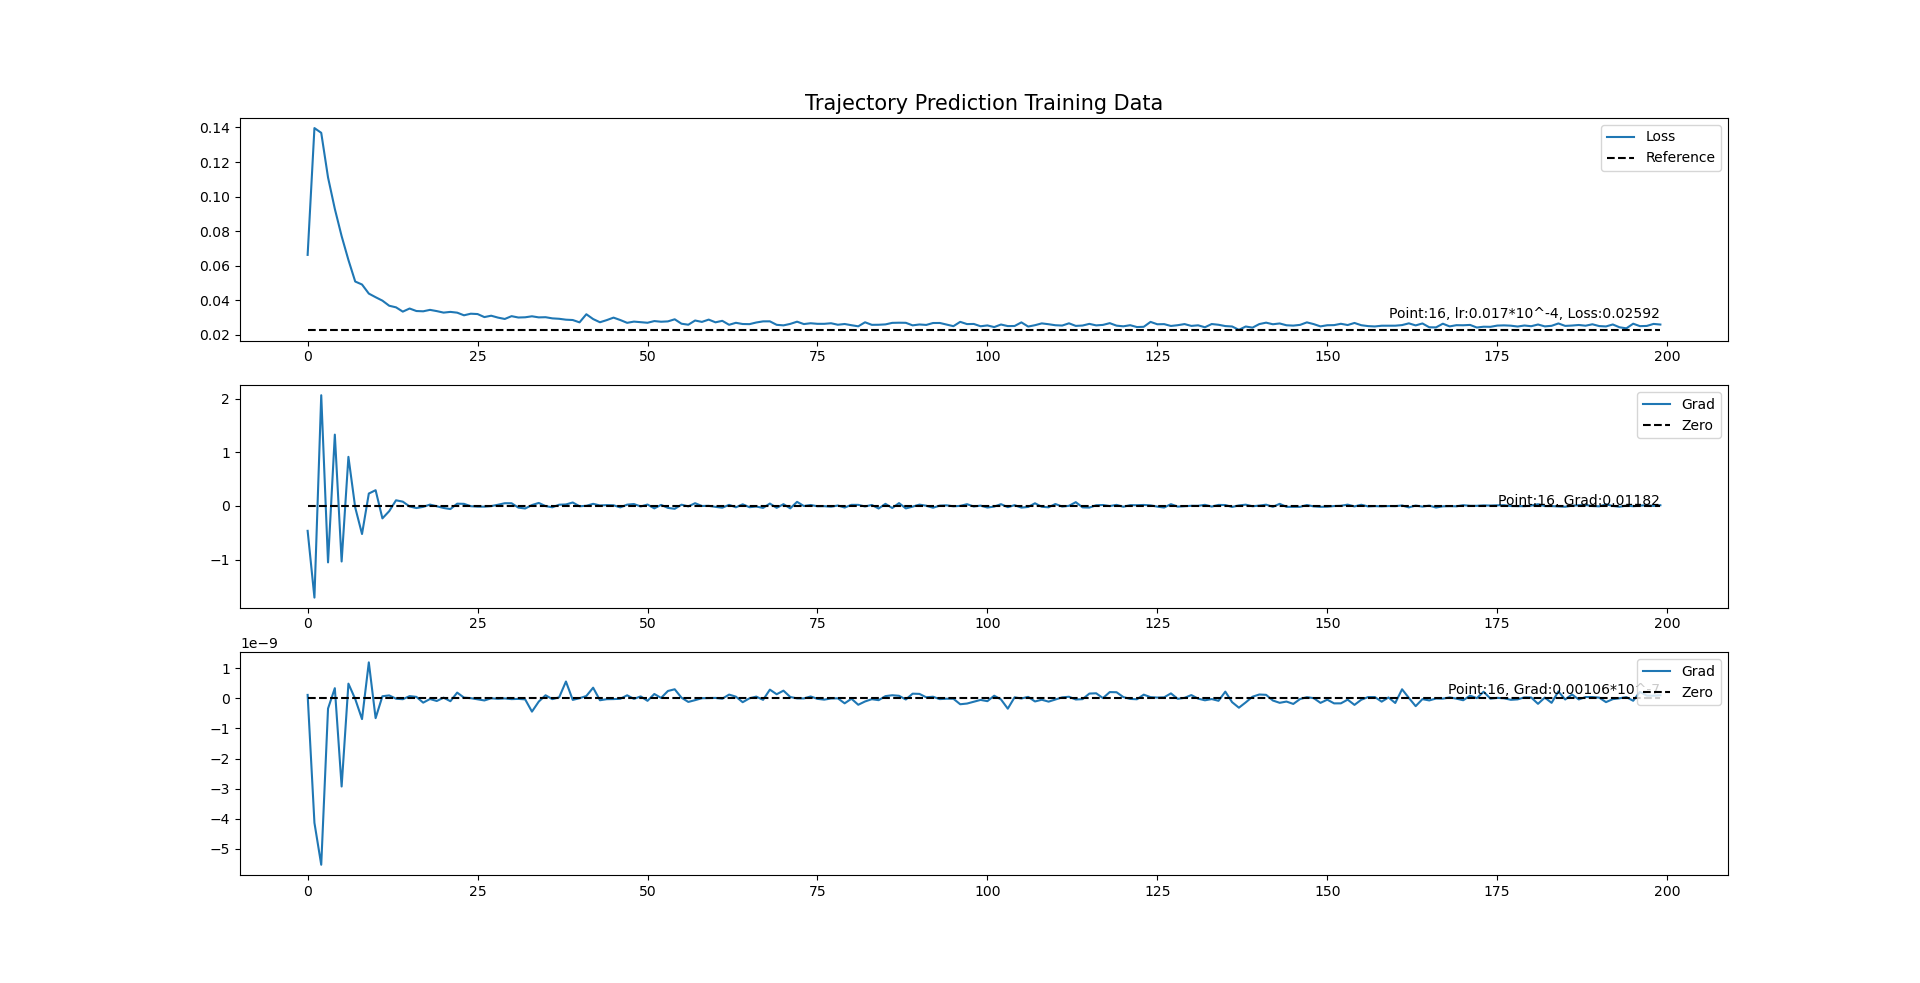 Trajectory Prediction Training Data
0.14
0.12
0.10
0.08
0.06
0.04
0.02
Loss
Reference
Point:16, lr:0.017*10^-4, Loss:0.02592
0 25 50 75 100 125 150 175 200
2
1
0
−1
Grad
Zero
Point:16, Grad:0.01182
0 25 50 75 100 125 150 175 200
1e−9
1
0
−1
−2
−3
−4
−5
Grad
Zero
Point:16, Grad:0.00106*10^-7
0 25 50 75 100 125 150 175 200